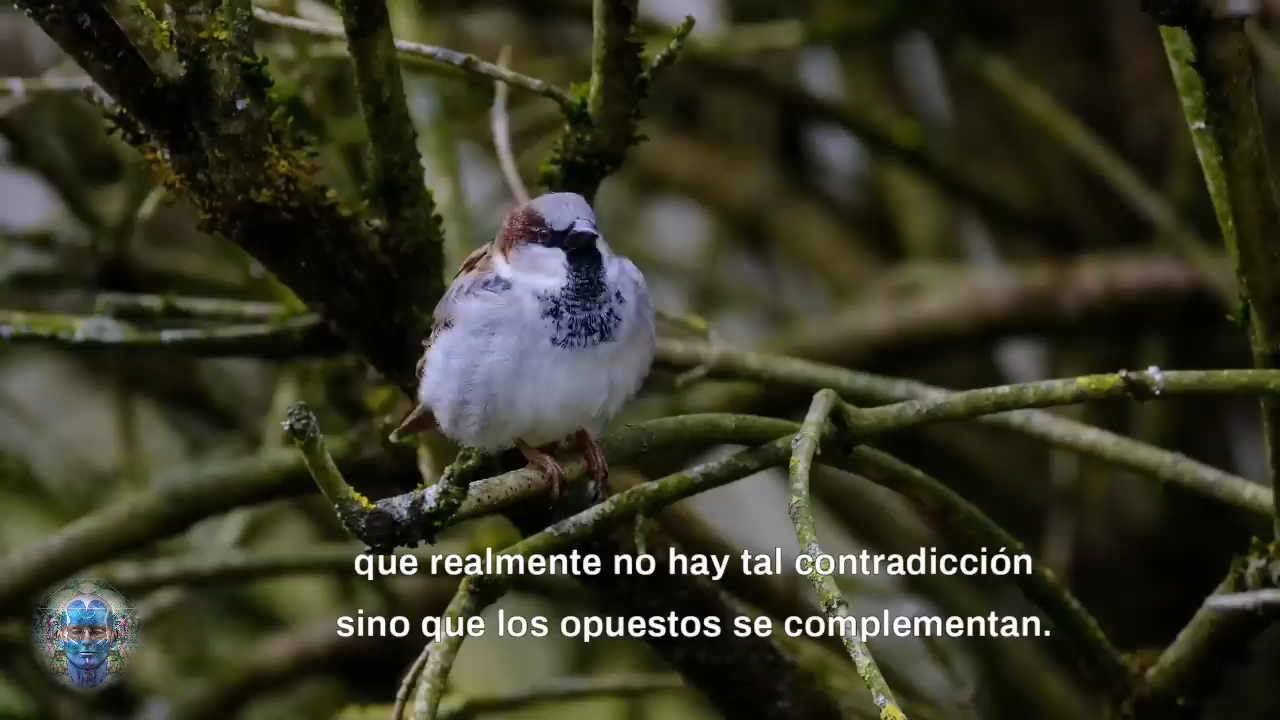 que realmente no hay tal contradicción
sino que los opuestos se complementan.